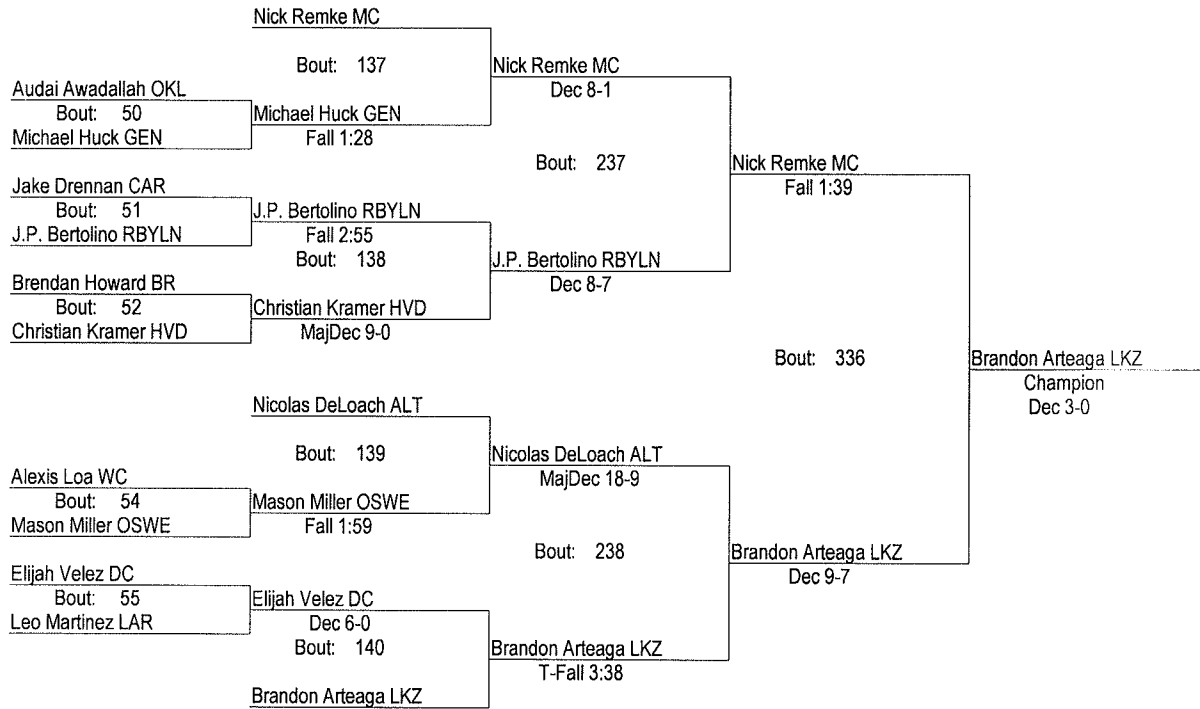 Nick Remke MC
Bout: 137
Nick Remke MC
Dec 8-1
Audai Awadallah OKL
Bout: 50
Michael Huck GEN
Michael Huck GEN
Fall 1:28
Bout: 237
Nick Remke MC
Fall 1:39
Jake Drennan CAR
Bout: 51
J.P. Bertolino RBYLN
J.P. Bertolino RBYLN
Fall 2:55
Bout: 138
J.P. Bertolino RBYLN
Dec 8-7
Brendan Howard BR
Bout: 52
Christian Kramer HVD
Christian Kramer HVD
MajDec 9-0
Bout: 336
Brandon Arteaga LKZ
Champion
Dec 3-0
Nicolas DeLoach ALT
Bout: 139
Nicolas DeLoach ALT
MajDec 18-9
Alexis Loa WC
Bout: 54
Mason Miller OSWE
Mason Miller OSWE
Fall 1:59
Bout: 238
Brandon Arteaga LKZ
Dec 9-7
Elijah Velez DC
Bout: 55
Leo Martinez LAR
Elijah Velez DC
Dec 6-0
Bout: 140
Brandon Arteaga LKZ
T-Fall 3:38
Brandon Arteaga LKZ